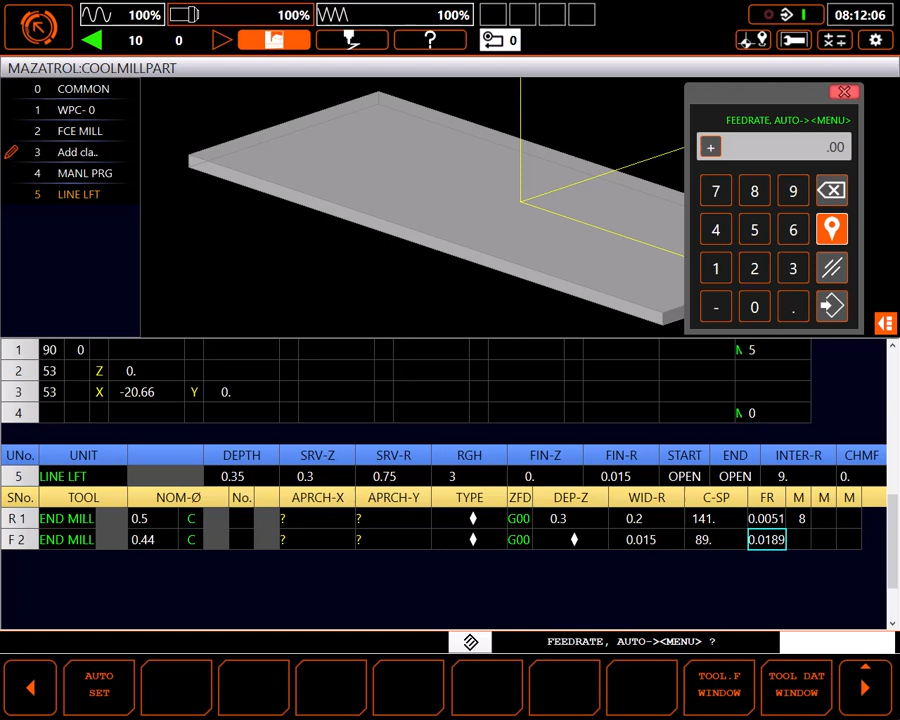 100% 100% 100%
10 0 ? 0 08:12:06
MAZATROL:COOLMILLPART
0 COMMON
1 WPC- 0
2 FCE MILL
3 Add cla..
4 MANL PRG
5 LINE LFT
FEEDRATE, AUTO-><MENU>
+ .00
7 8 9
4 5 6
1 2 3
- 0 .
1 90 0 M 5
2 53 Z 0.
3 53 X -20.66 Y 0.
4 M 0
UNo. UNIT DEPTH SRV-Z SRV-R RGH FIN-Z FIN-R START END INTER-R CHMF
5 LINE LFT 0.35 0.3 0.75 3 0. 0.015 OPEN OPEN 9. 0.
SNo. TOOL NOM-Ø No. APRCH-X APRCH-Y TYPE ZFD DEP-Z WID-R C-SP FR M M M
R 1 END MILL 0.5 C ? ? ♦ G00 0.3 0.2 141. 0.0051 8
F 2 END MILL 0.44 C ? ? ♦ G00 ♦ 0.015 89. 0.0189
FEEDRATE, AUTO-><MENU> ?
AUTO
SET
TOOL.F
WINDOW
TOOL DAT
WINDOW